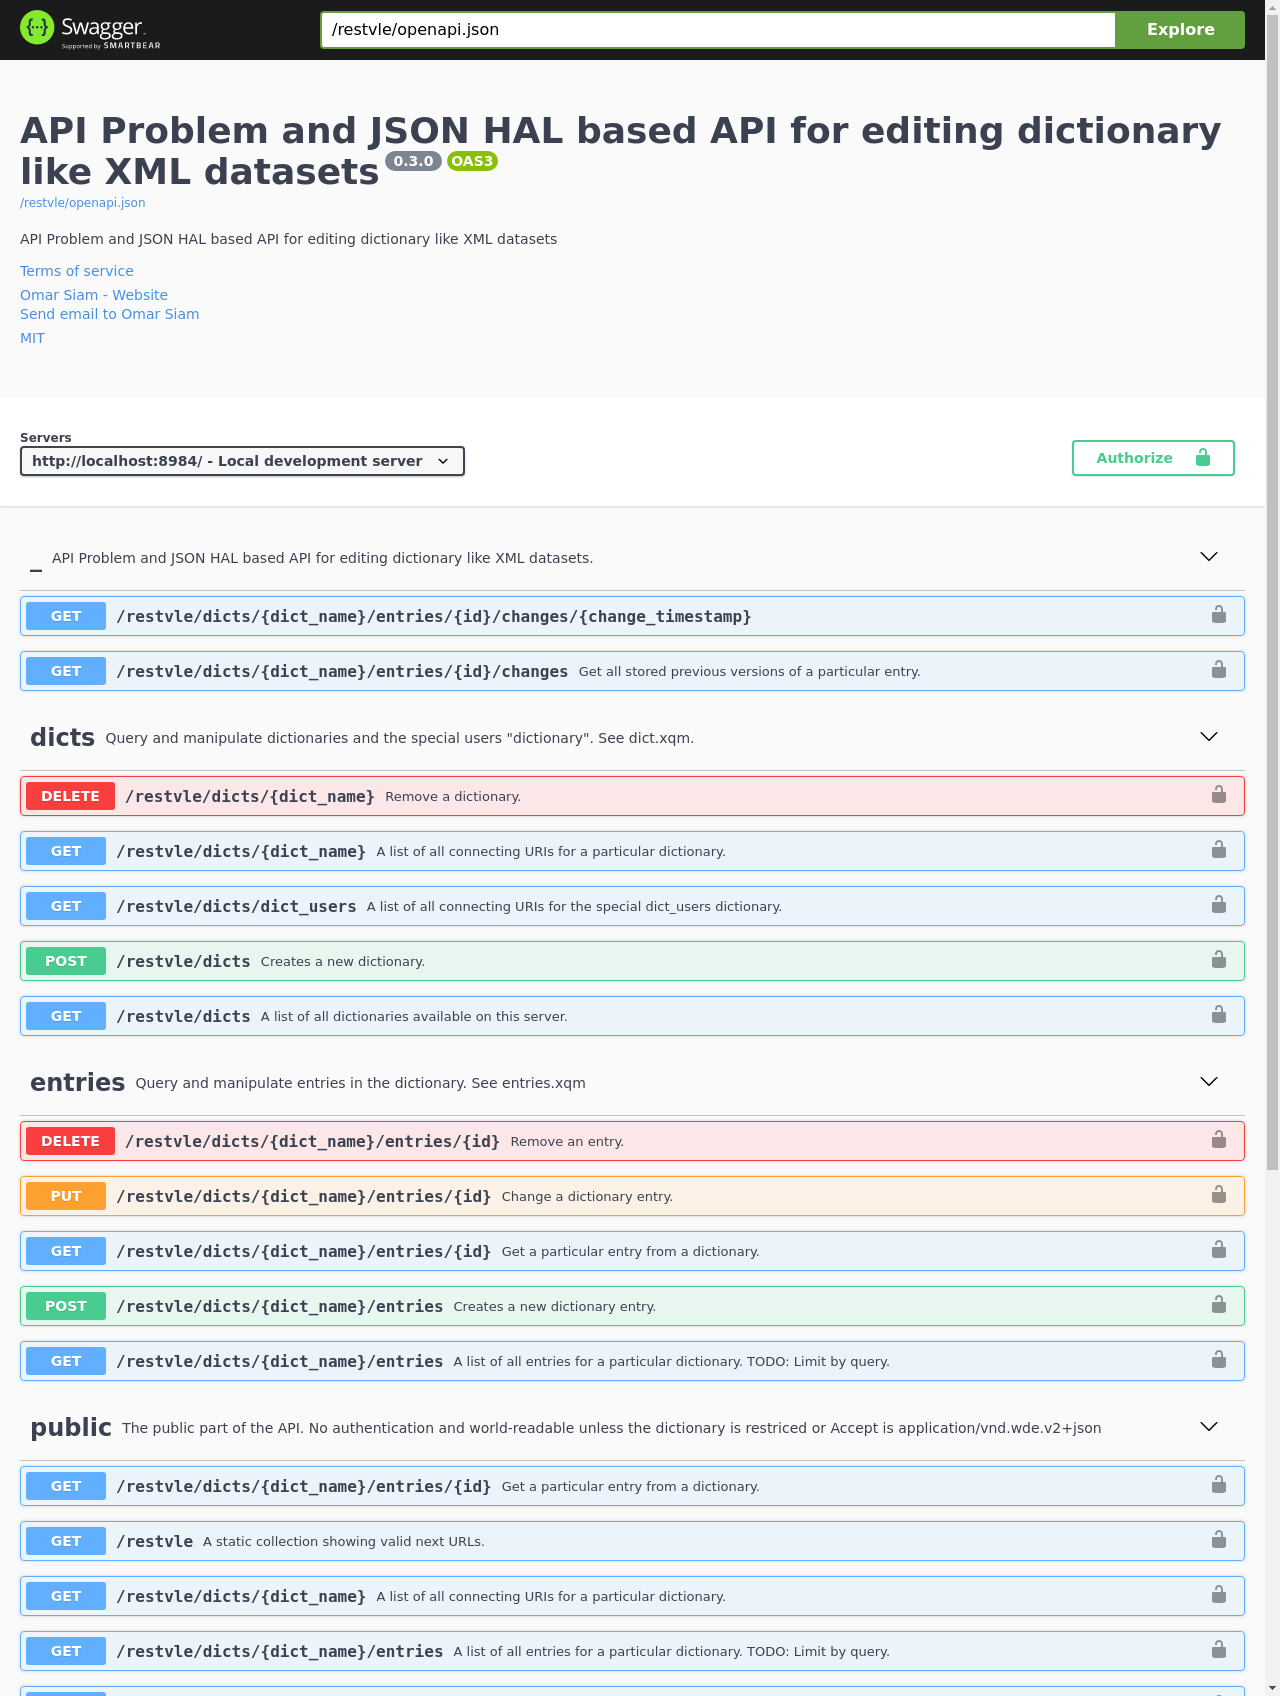 Swagger.
Supported by SMARTBEAR
/restvle/openapi.json
Explore
API Problem and JSON HAL based API for editing dictionary
like XML datasets 0.3.0 OAS3
/restvle/openapi.json
API Problem and JSON HAL based API for editing dictionary like XML datasets
Terms of service
Omar Siam - Website
Send email to Omar Siam
MIT
Servers
http://localhost:8984/ - Local development server
Authorize
_ API Problem and JSON HAL based API for editing dictionary like XML datasets.
GET /restvle/dicts/{dict_name}/entries/{id}/changes/{change_timestamp}
GET /restvle/dicts/{dict_name}/entries/{id}/changes Get all stored previous versions of a particular entry.
dicts Query and manipulate dictionaries and the special users "dictionary". See dict.xqm.
DELETE /restvle/dicts/{dict_name} Remove a dictionary.
GET /restvle/dicts/{dict_name} A list of all connecting URIs for a particular dictionary.
GET /restvle/dicts/dict_users A list of all connecting URIs for the special dict_users dictionary.
POST /restvle/dicts Creates a new dictionary.
GET /restvle/dicts A list of all dictionaries available on this server.
entries Query and manipulate entries in the dictionary. See entries.xqm
DELETE /restvle/dicts/{dict_name}/entries/{id} Remove an entry.
PUT /restvle/dicts/{dict_name}/entries/{id} Change a dictionary entry.
GET /restvle/dicts/{dict_name}/entries/{id} Get a particular entry from a dictionary.
POST /restvle/dicts/{dict_name}/entries Creates a new dictionary entry.
GET /restvle/dicts/{dict_name}/entries A list of all entries for a particular dictionary. TODO: Limit by query.
public The public part of the API. No authentication and world-readable unless the dictionary is restriced or Accept is application/vnd.wde.v2+json
GET /restvle/dicts/{dict_name}/entries/{id} Get a particular entry from a dictionary.
GET /restvle A static collection showing valid next URLs.
GET /restvle/dicts/{dict_name} A list of all connecting URIs for a particular dictionary.
GET /restvle/dicts/{dict_name}/entries A list of all entries for a particular dictionary. TODO: Limit by query.